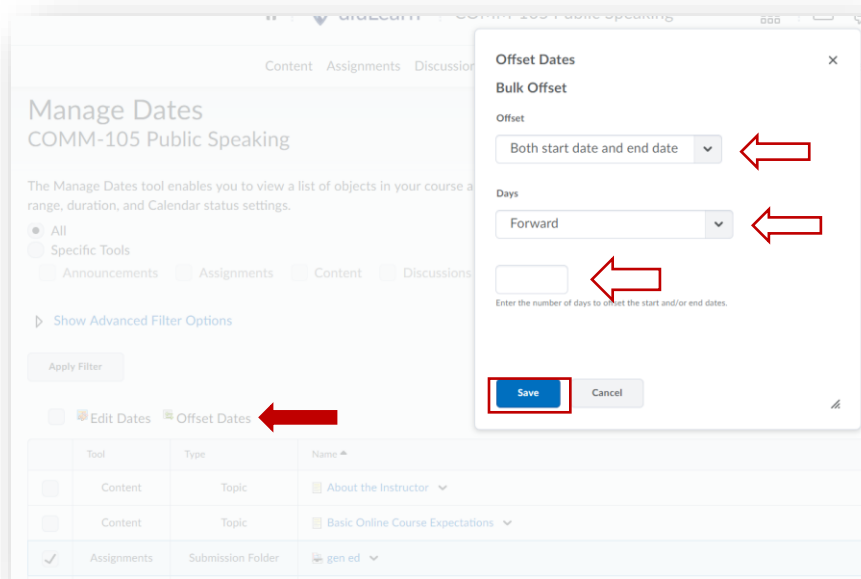 COMM-105 Public Speaking
Content Assignments Discussion
Manage Dates
COMM-105 Public Speaking
The Manage Dates tool enables you to view a list of objects in your course a
range, duration, and Calendar status settings.
All
Specific Tools
Announcements Assignments Content Discussions
Show Advanced Filter Options
Apply Filter
Edit Dates Offset Dates
Tool Type Name
Content Topic About the Instructor
Content Topic Basic Online Course Expectations
Assignments Submission Folder gen ed
Offset Dates
Bulk Offset
Offset
Both start date and end date
Days
Forward
Enter the number of days to offset the start and/or end dates.
Save Cancel